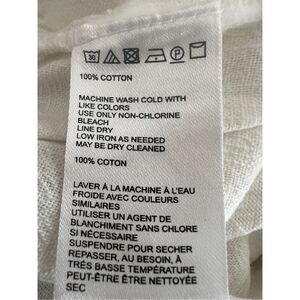 30 P
100% COTTON
MACHINE WASH COLD WITH
LIKE COLORS
USE ONLY NON-CHLORINE
BLEACH
LINE DRY
LOW IRON AS NEEDED
MAY BE DRY CLEANED
100% COTON
LAVER À LA MACHINE À L'EAU
FROIDE AVEC COULEURS
SIMILAIRES
UTILISER UN AGENT DE
BLANCHIMENT SANS CHLORE
SI NÉCESSAIRE
SUSPENDRE POUR SECHER
REPASSER, AU BESOIN, À
TRÈS BASSE TEMPÉRATURE
PEUT-ÊTRE ÊTRE NETTOYÉE
SEC